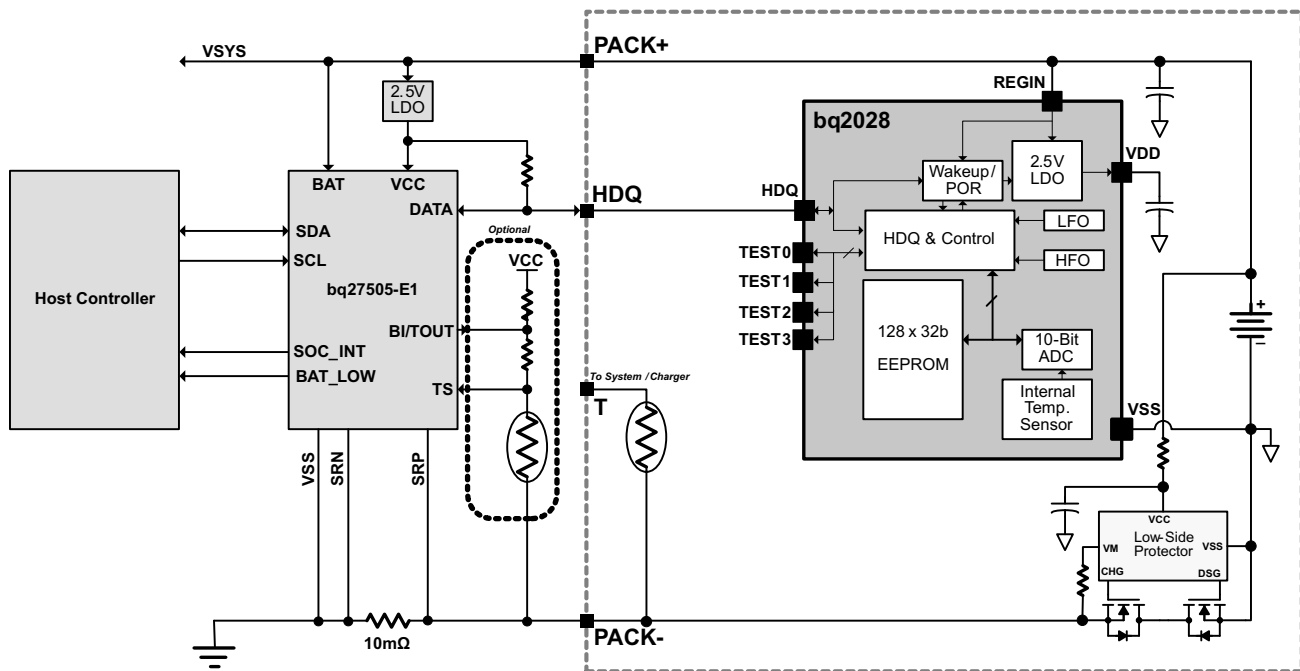 VSYS
PACK+
REGIN
2.5V
LDO
bq2028
VDD
BAT
VCC
DATA
HDQ
HDQ
Wakeup/
POR
2.5V
LDO
LFO
HFO
HDQ & Control
TEST0
TEST1
TEST2
TEST3
Host Controller
SDA
SCL
bq27505-E1
BI/TOUT
SOC_INT
BAT_LOW
TS
Optional
VCC
To System /Charger
T
128 x 32b
EEPROM
10-Bit
ADC
Internal
Temp.
Sensor
VSS
+
–
VSS
SRN
SRP
VCC
Low-Side
Protector
VM
VSS
CHG
DSG
10mΩ
PACK-